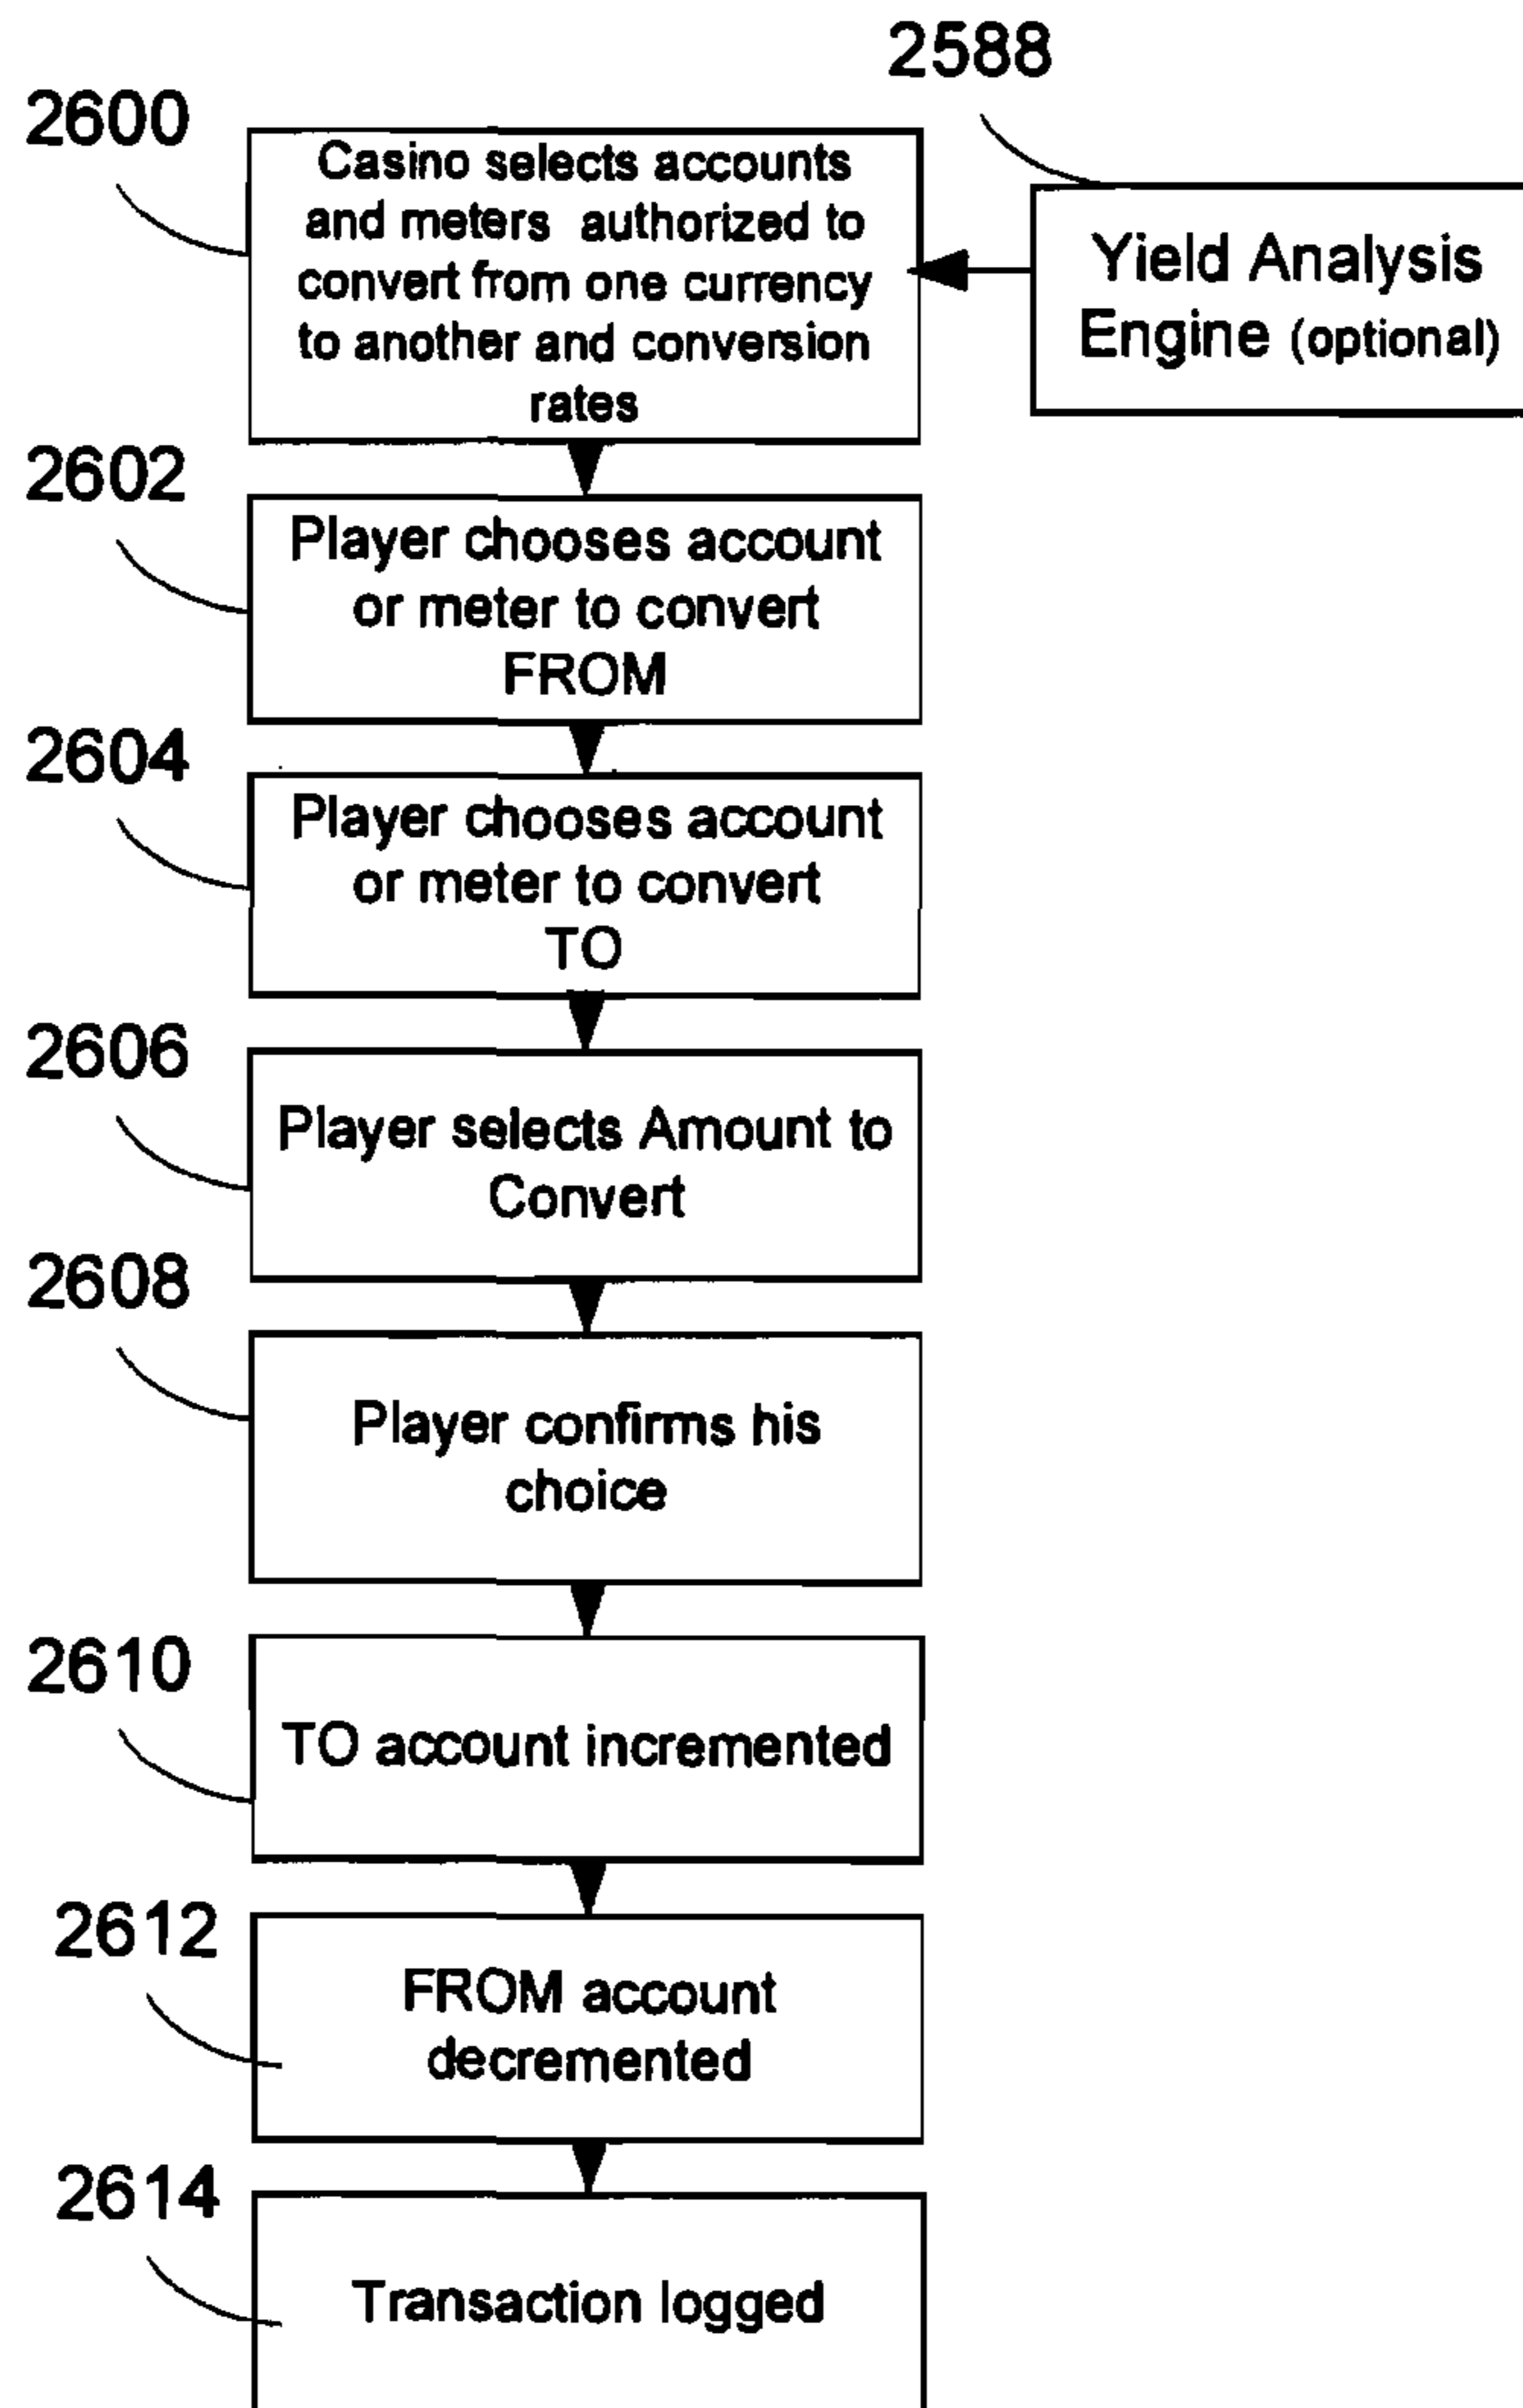 2588
2600
Casino selects accounts
and meters authorized to
convert from one currency
to another and conversion
rates
Yield Analysis
Engine (optional)
2602
Player chooses account
or meter to convert
FROM
2604
Player chooses account
or meter to convert
TO
2606
Player selects Amount to
Convert
2608
Player confirms his
choice
2610
TO account incremented
2612
FROM account
decremented
2614
Transaction logged